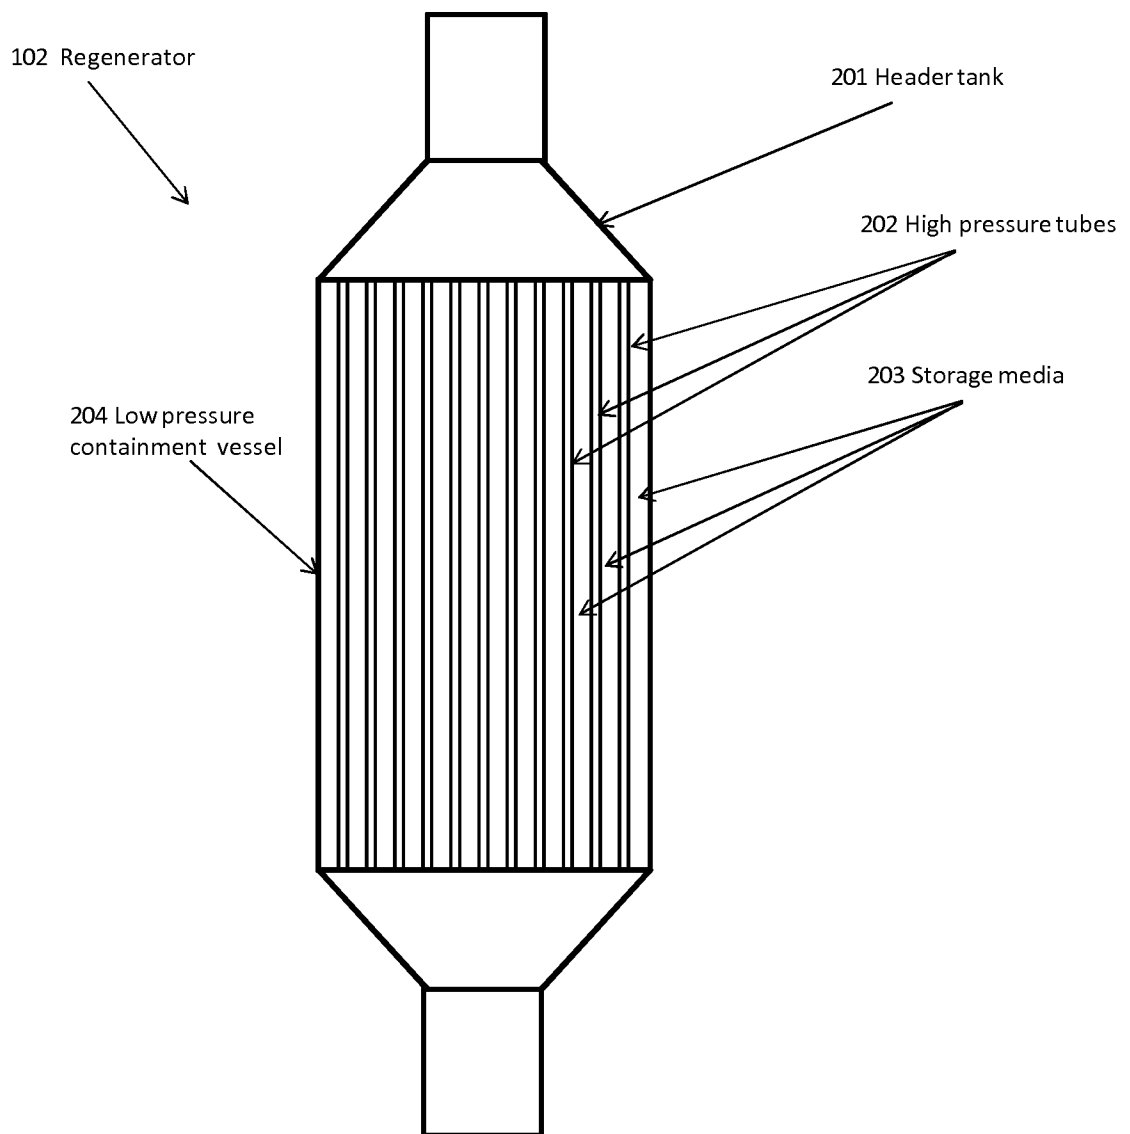 102 Regenerator
201 Header tank
202 High pressure tubes
203 Storage media
204 Low pressure
containment vessel